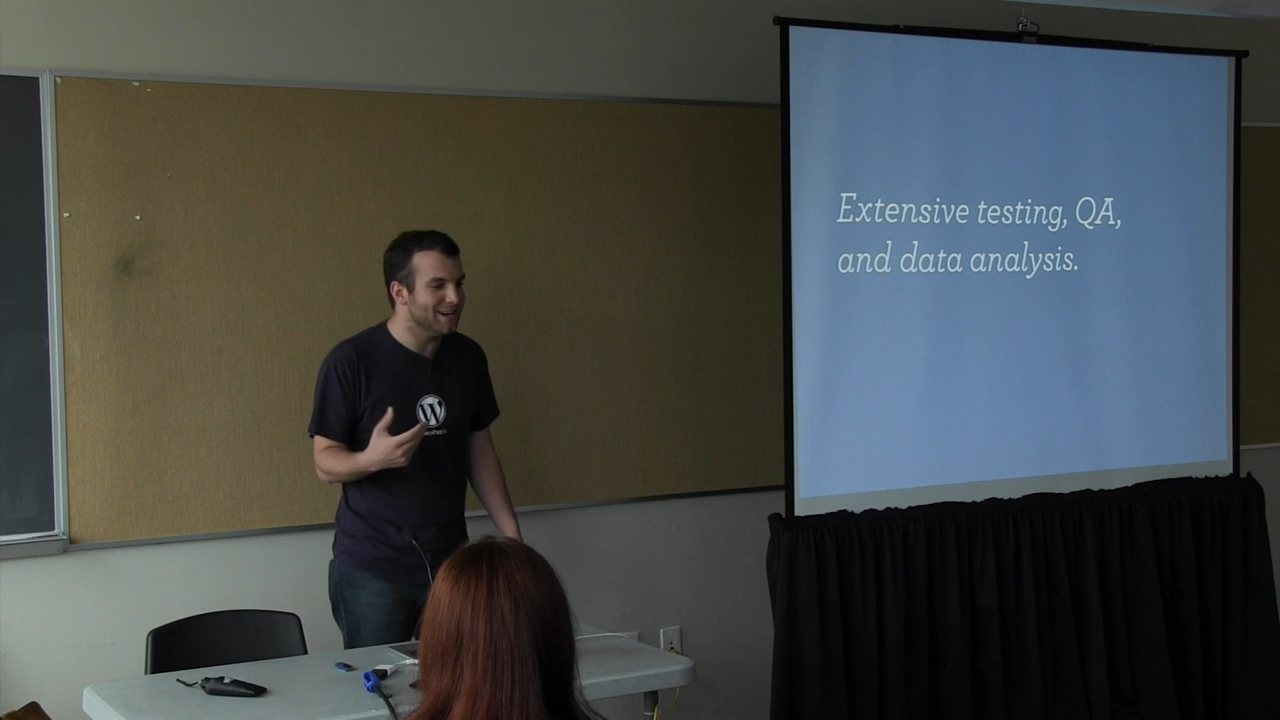 Extensive testing, QA,
and data analysis.
W